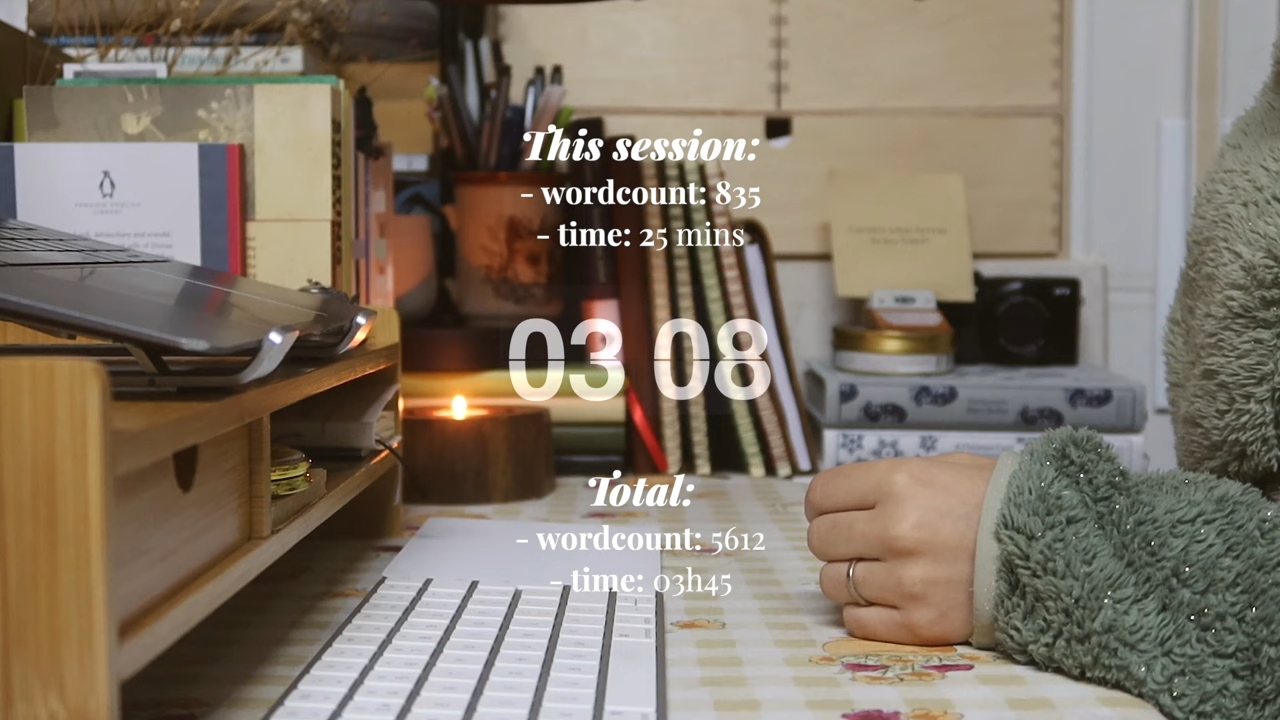 This session:
- wordcount: 835
- time: 25 mins
03 08
Total:
- wordcount: 5612
- time: 03h45